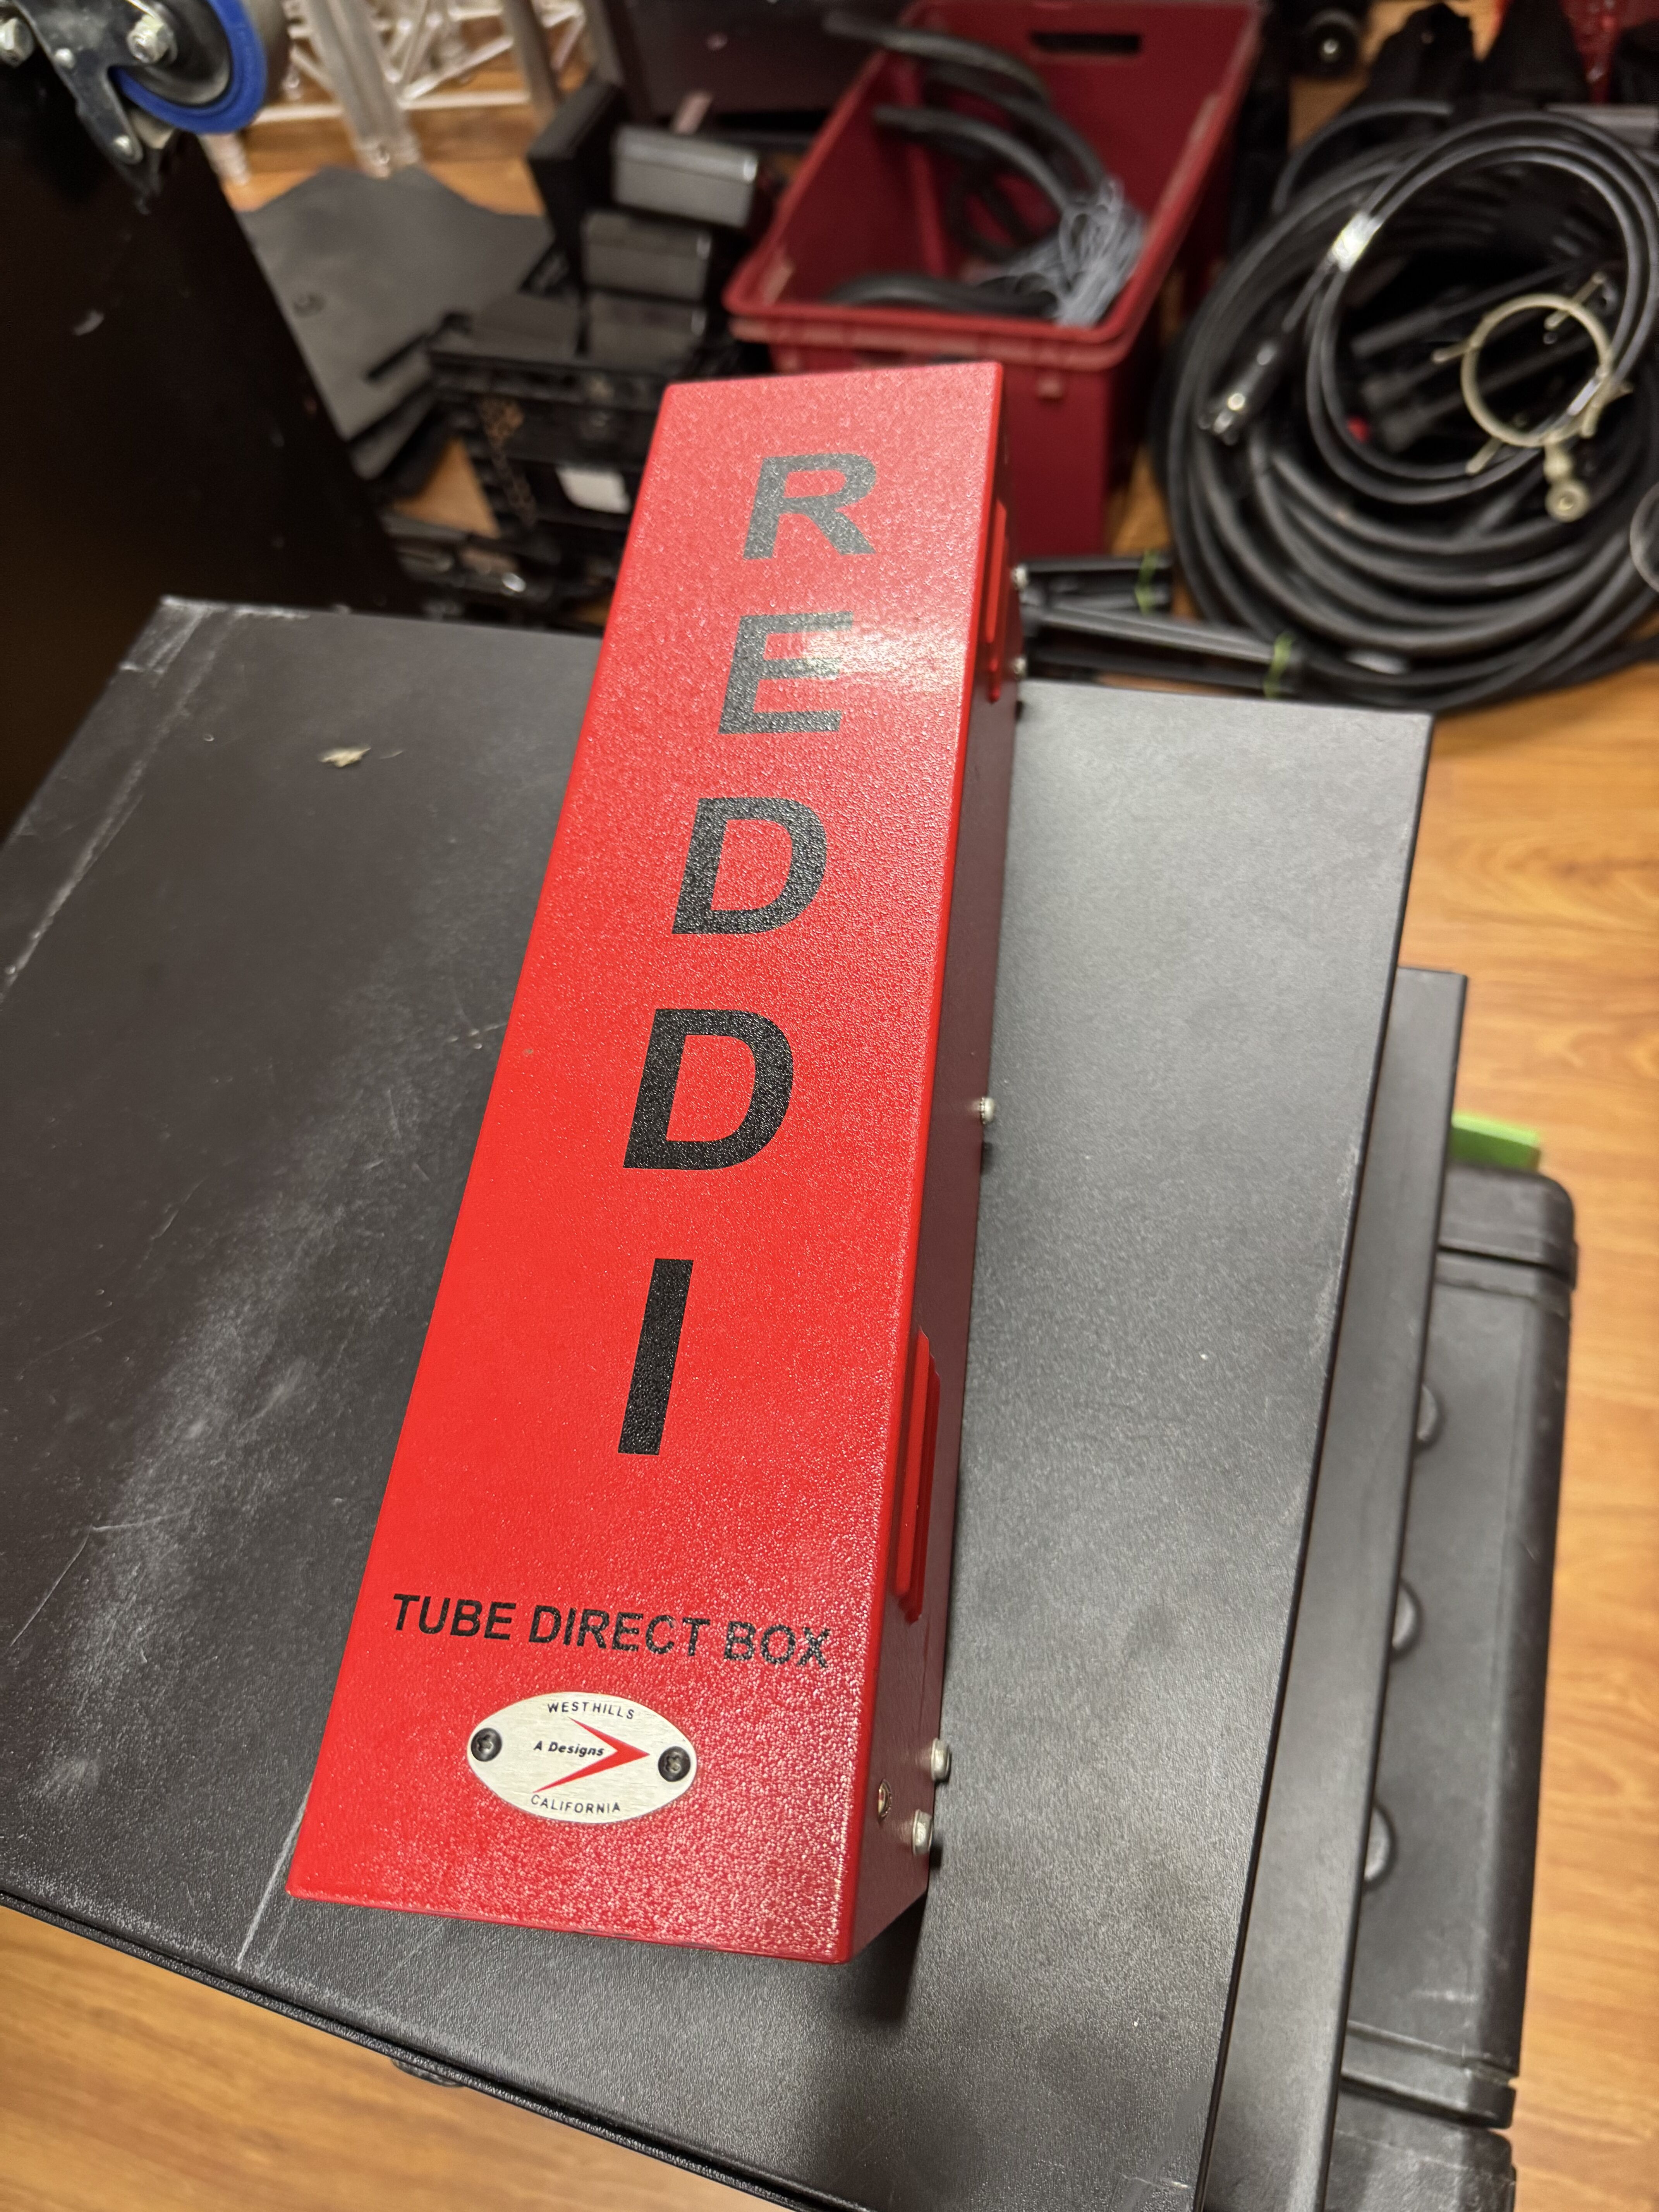 REDDI
TUBE DIRECT BOX
WEST HILLS
A Designs
CALIFORNIA